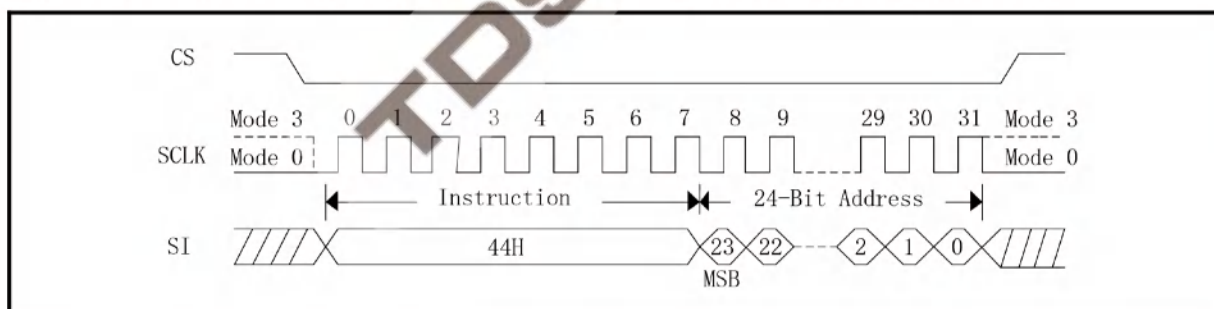 CS
Mode 3 0 1 2 3 4 5 6 7 8 9 29 30 31 Mode 3
SCLK Mode 0 Mode 0
Instruction 24-Bit Address
SI 44H 23 22 2 1 0
MSB